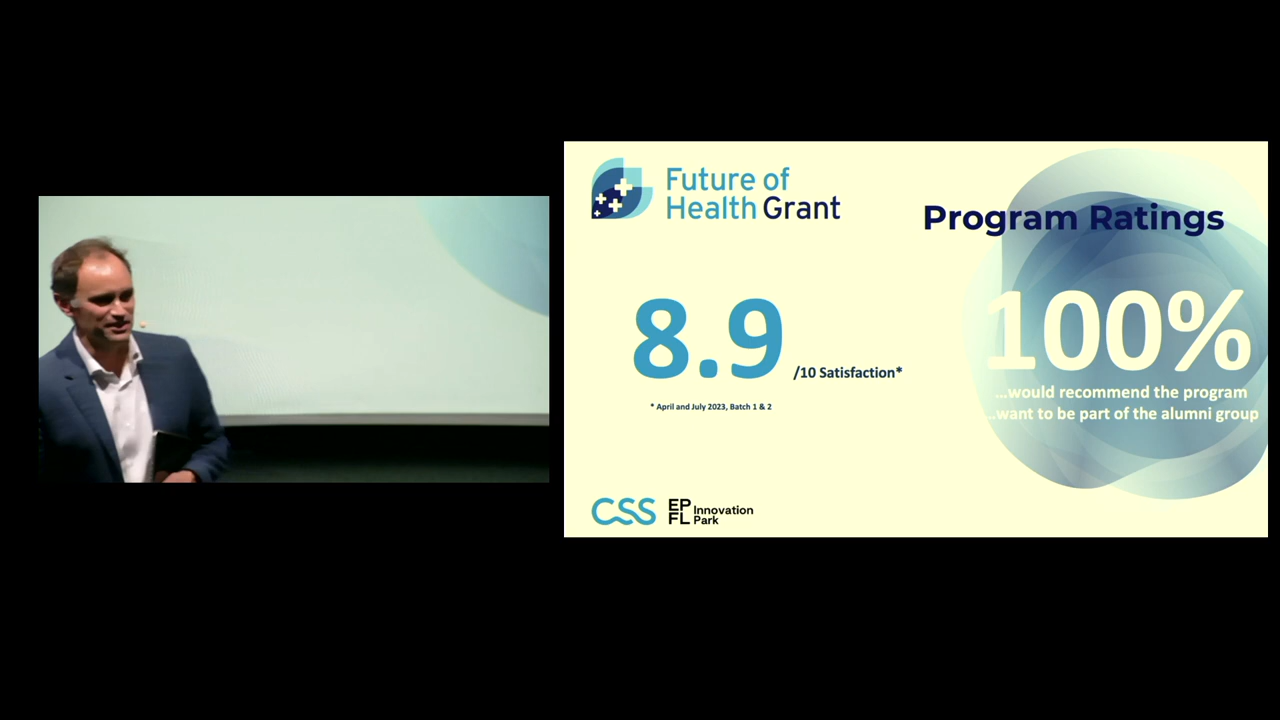 Future of
Health Grant
Program Ratings
8.9
/10 Satisfaction*
* April and July 2023, Batch 1 & 2
100%
...would recommend the program
...want to be part of the alumni group
CSS
EP
FL Innovation
Park